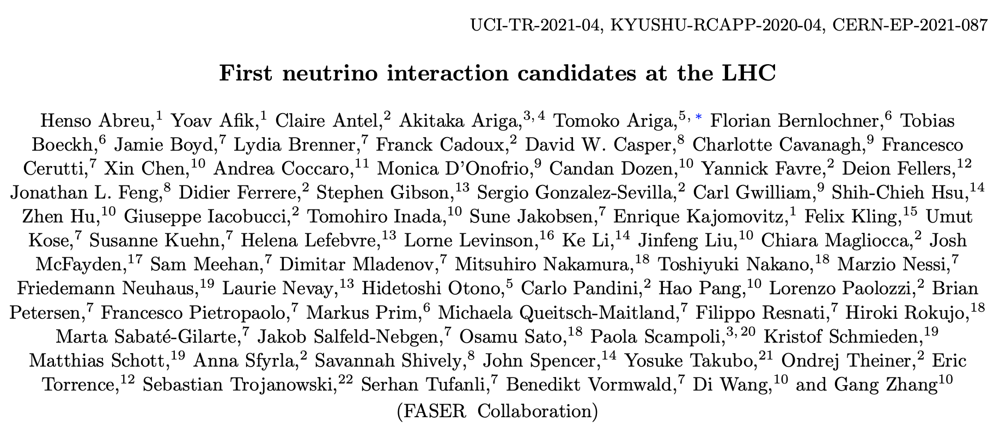 UCI-TR-2021-04, KYUSHU-RCAPP-2020-04, CERN-EP-2021-087
First neutrino interaction candidates at the LHC
Henso Abreu,1 Yoav Afik,1 Claire Antel,2 Akitaka Ariga,3, 4 Tomoko Ariga,5, * Florian Bernlochner,6 Tobias
Boeckh,6 Jamie Boyd,7 Lydia Brenner,7 Franck Cadoux,2 David W. Casper,8 Charlotte Cavanagh,9 Francesco
Cerutti,7 Xin Chen,10 Andrea Coccaro,11 Monica D’Onofrio,9 Candan Dozen,10 Yannick Favre,2 Deion Fellers,12
Jonathan L. Feng,8 Didier Ferrere,2 Stephen Gibson,13 Sergio Gonzalez-Sevilla,2 Carl Gwilliam,9 Shih-Chieh Hsu,14
Zhen Hu,10 Giuseppe Iacobucci,2 Tomohiro Inada,10 Sune Jakobsen,7 Enrique Kajomovitz,1 Felix Kling,15 Umut
Kose,7 Susanne Kuehn,7 Helena Lefebvre,13 Lorne Levinson,16 Ke Li,14 Jinfeng Liu,10 Chiara Magliocca,2 Josh
McFayden,17 Sam Meehan,7 Dimitar Mladenov,7 Mitsuhiro Nakamura,18 Toshiyuki Nakano,18 Marzio Nessi,7
Friedemann Neuhaus,19 Laurie Nevay,13 Hidetoshi Otono,5 Carlo Pandini,2 Hao Pang,10 Lorenzo Paolozzi,2 Brian
Petersen,7 Francesco Pietropaolo,7 Markus Prim,6 Michaela Queitsch-Maitland,7 Filippo Resnati,7 Hiroki Rokujo,18
Marta Sabaté-Gilarte,7 Jakob Salfeld-Nebgen,7 Osamu Sato,18 Paola Scampoli,3, 20 Kristof Schmieden,19
Matthias Schott,19 Anna Sfyrla,2 Savannah Shively,8 John Spencer,14 Yosuke Takubo,21 Ondrej Theiner,2 Eric
Torrence,12 Sebastian Trojanowski,22 Serhan Tufanli,7 Benedikt Vormwald,7 Di Wang,10 and Gang Zhang10
(FASER Collaboration)